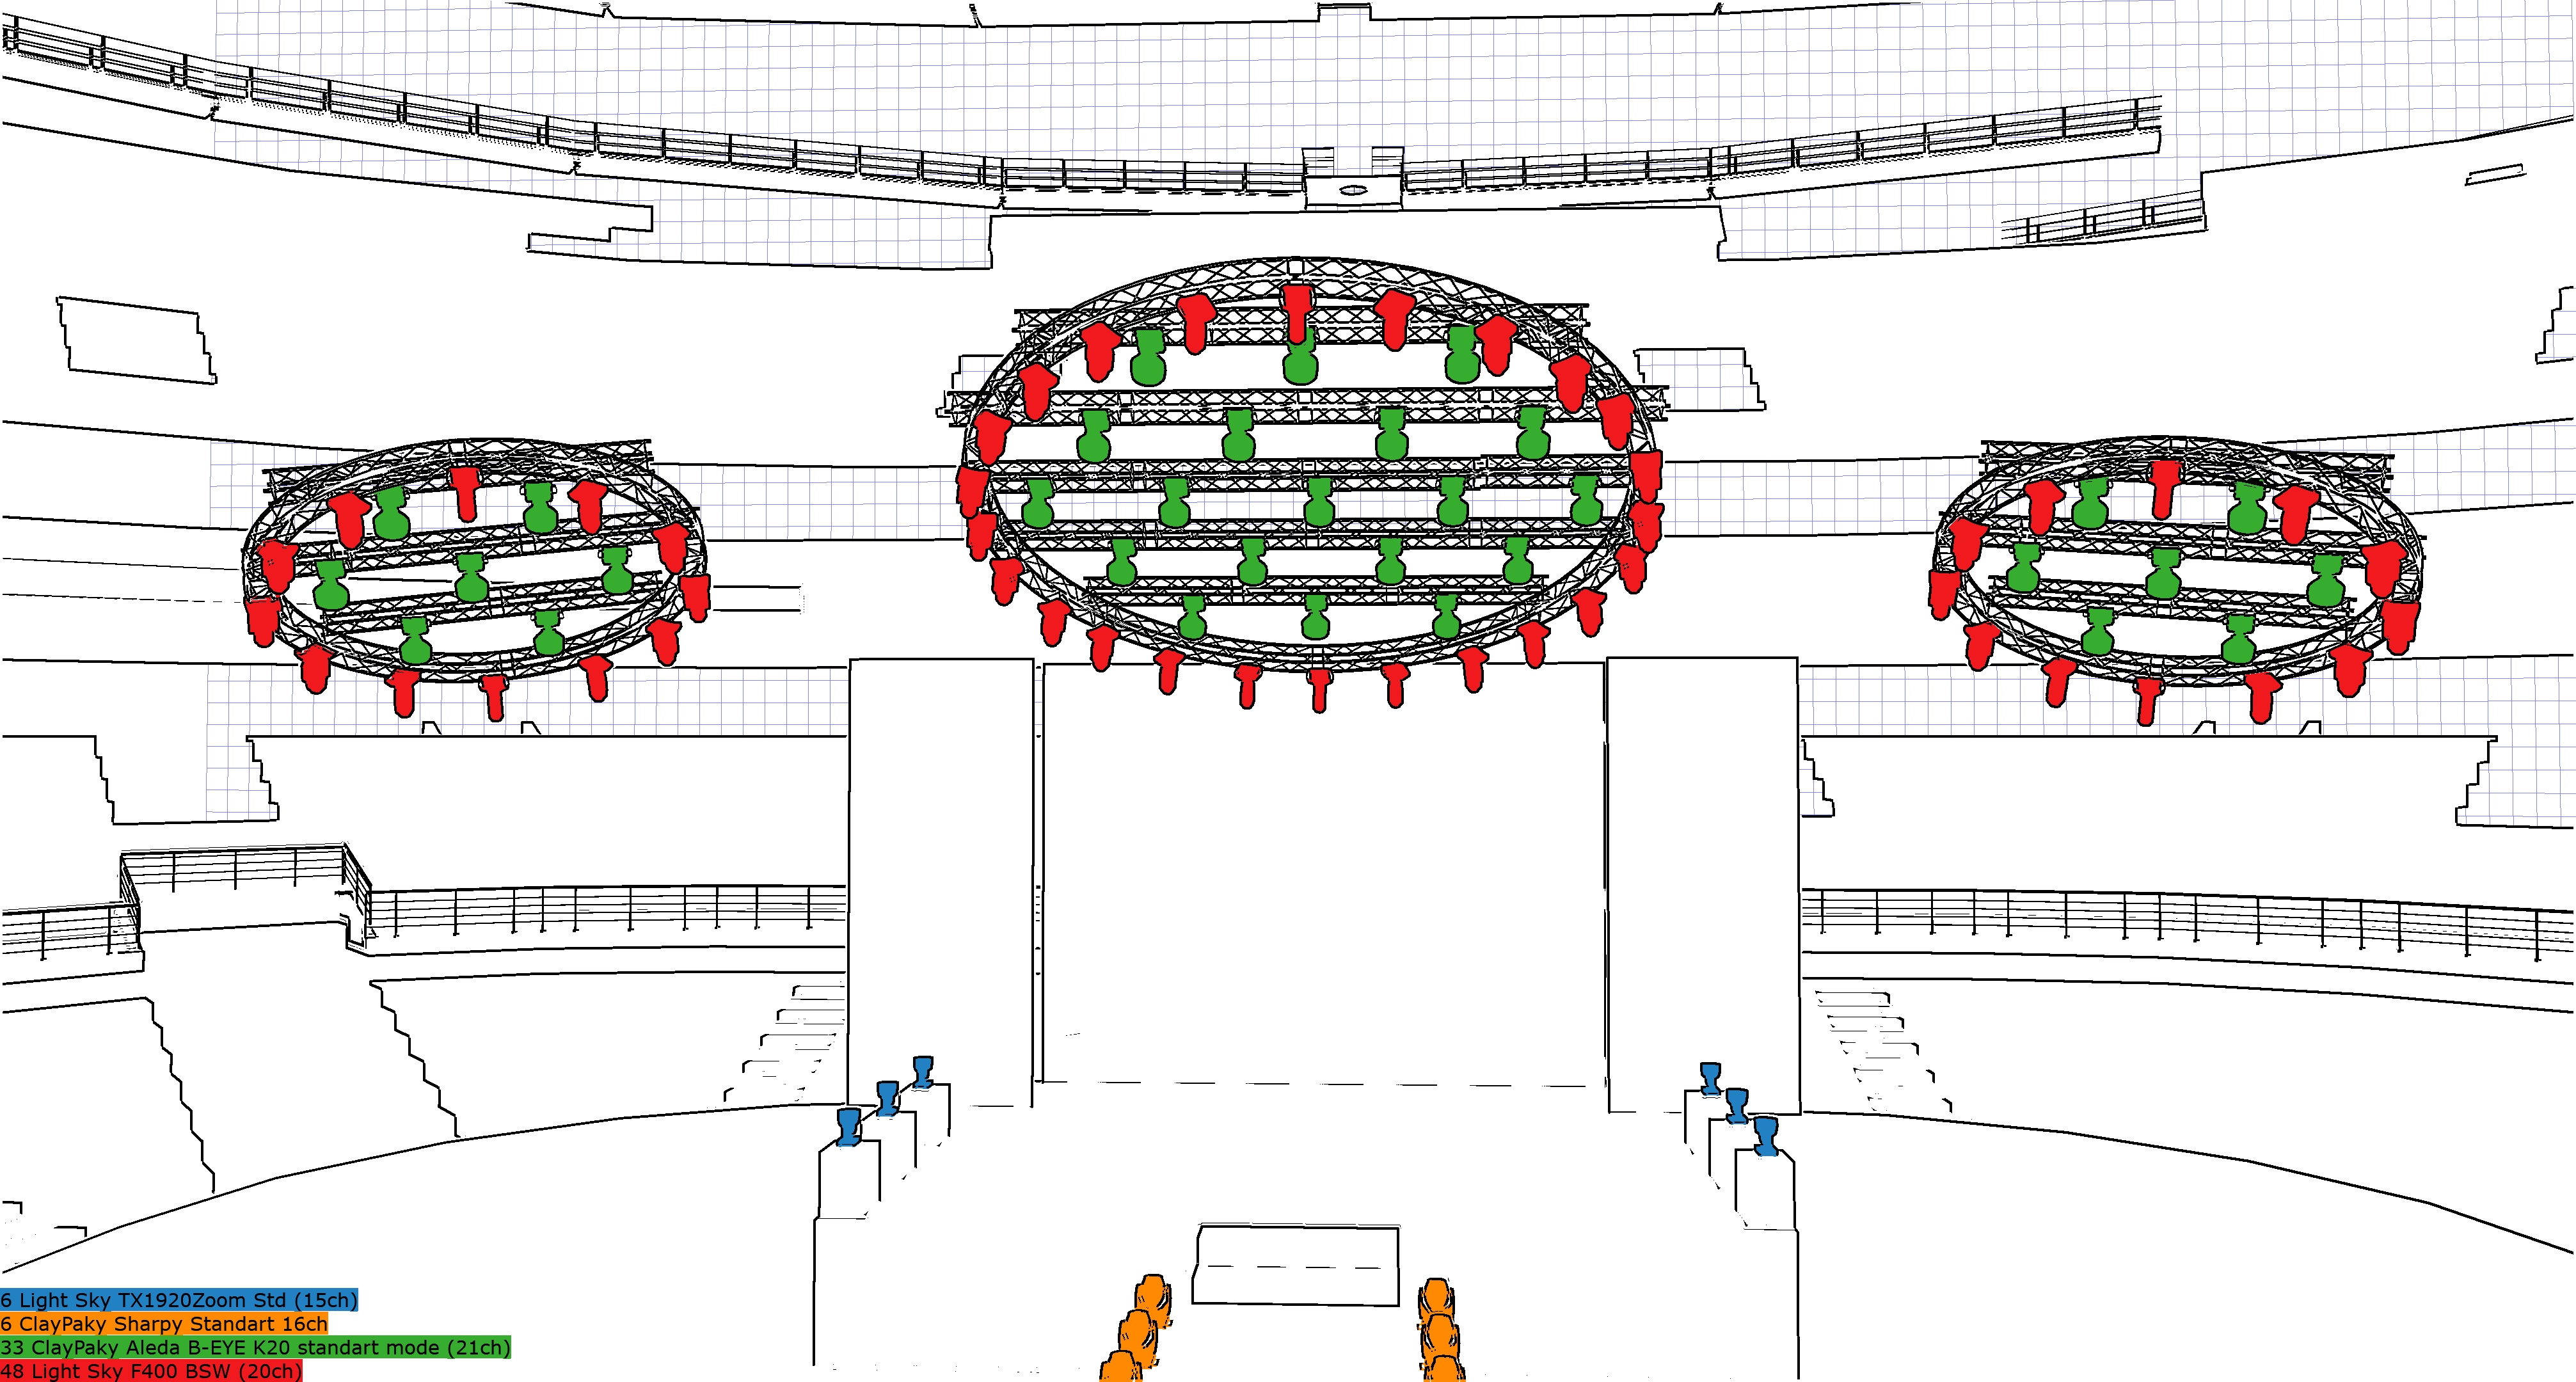 6 Light Sky TX1920Zoom Std (15ch)
6 ClayPaky Sharpy Standart 16ch
33 ClayPaky Aleda B-EYE K20 standart mode (21ch)
48 Light Sky F400 BSW (20ch)